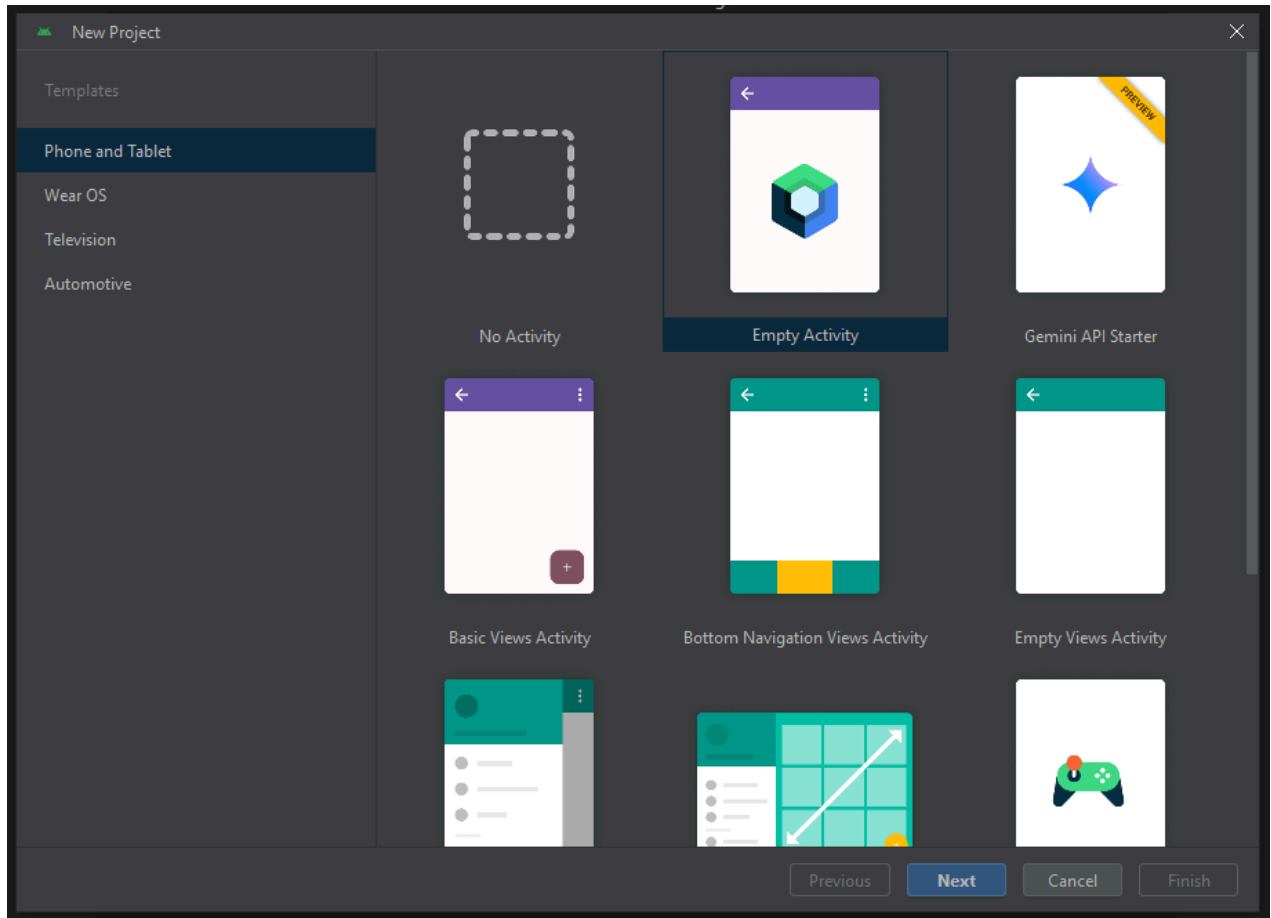 New Project
Templates
Phone and Tablet
Wear OS
Television
Automotive
PREVIEW
No Activity
Empty Activity
Gemini API Starter
Basic Views Activity
Bottom Navigation Views Activity
Empty Views Activity
Previous
Next
Cancel
Finish